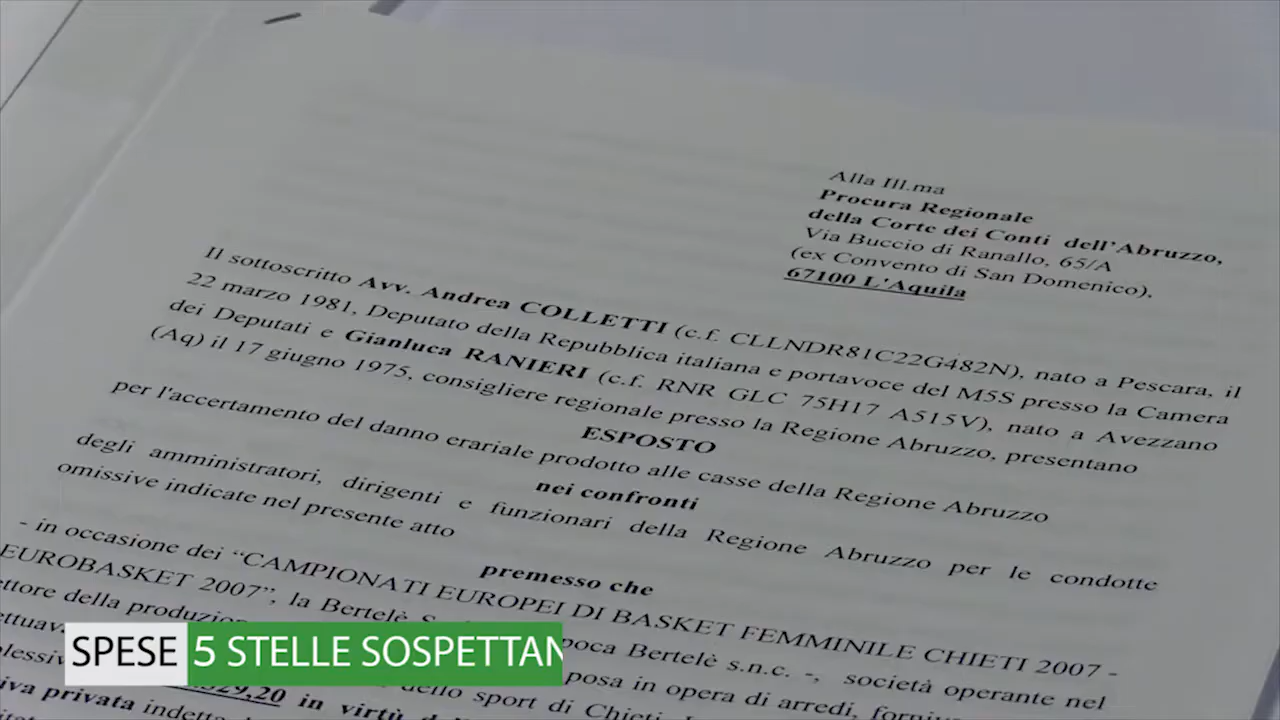 Alla Ill.ma
Procura Regionale
della Corte dei Conti dell'Abruzzo,
Via Buccio di Ranallo, 65/A
(ex Convento di San Domenico),
67100 L'Aquila
Il sottoscritto Avv. Andrea COLLETTI (c.f. CLLNDR81C22G482N), nato a Pescara, il
22 marzo 1981, Deputato della Repubblica italiana e portavoce del M5S presso la Camera
dei Deputati e Gianluca RANIERI (c.f. RNR GLC 75H17 A515V), nato a Avezzano
(Aq) il 17 giugno 1975, consigliere regionale presso la Regione Abruzzo, presentano
ESPOSTO
per l'accertamento del danno erariale prodotto alle casse della Regione Abruzzo
nei confronti
degli amministratori, dirigenti e funzionari della Regione Abruzzo per le condotte
omissive indicate nel presente atto
premesso che
- in occasione dei “CAMPIONATI EUROPEI DI BASKET FEMMINILE CHIETI 2007 -
EUROBASKET 2007”, la Bertelè poca Bertelè s.n.c. -, società operante nel
ettore della produzio posa in opera di arredi,
dello sport di Chieti,
29,20 in virtù
iva privata
SPESE 5 STELLE SOSPETTAN